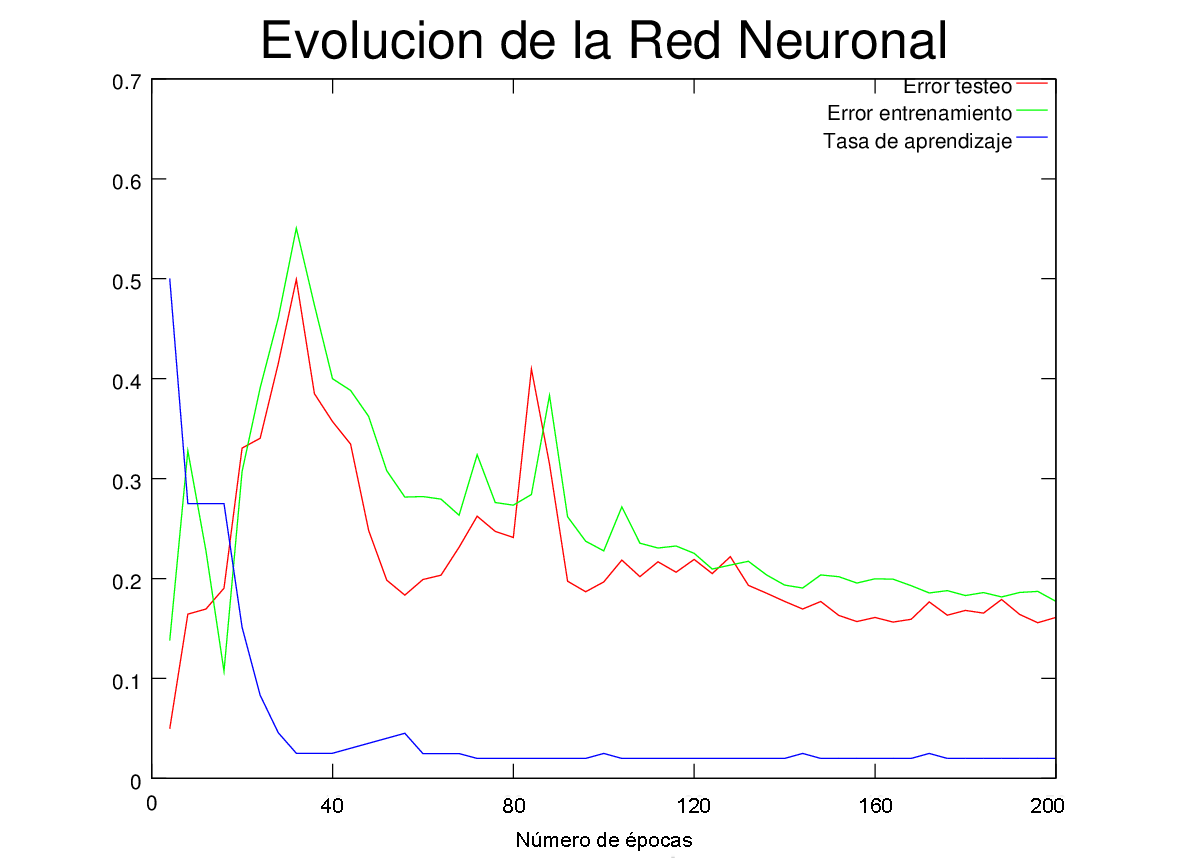 Evolucion de la Red Neuronal
0.7
0.6
0.5
0.4
0.3
0.2
0.1
0
Error testeo
Error entrenamiento
Tasa de aprendizaje
0 40 80 120 160 200
Número de épocas